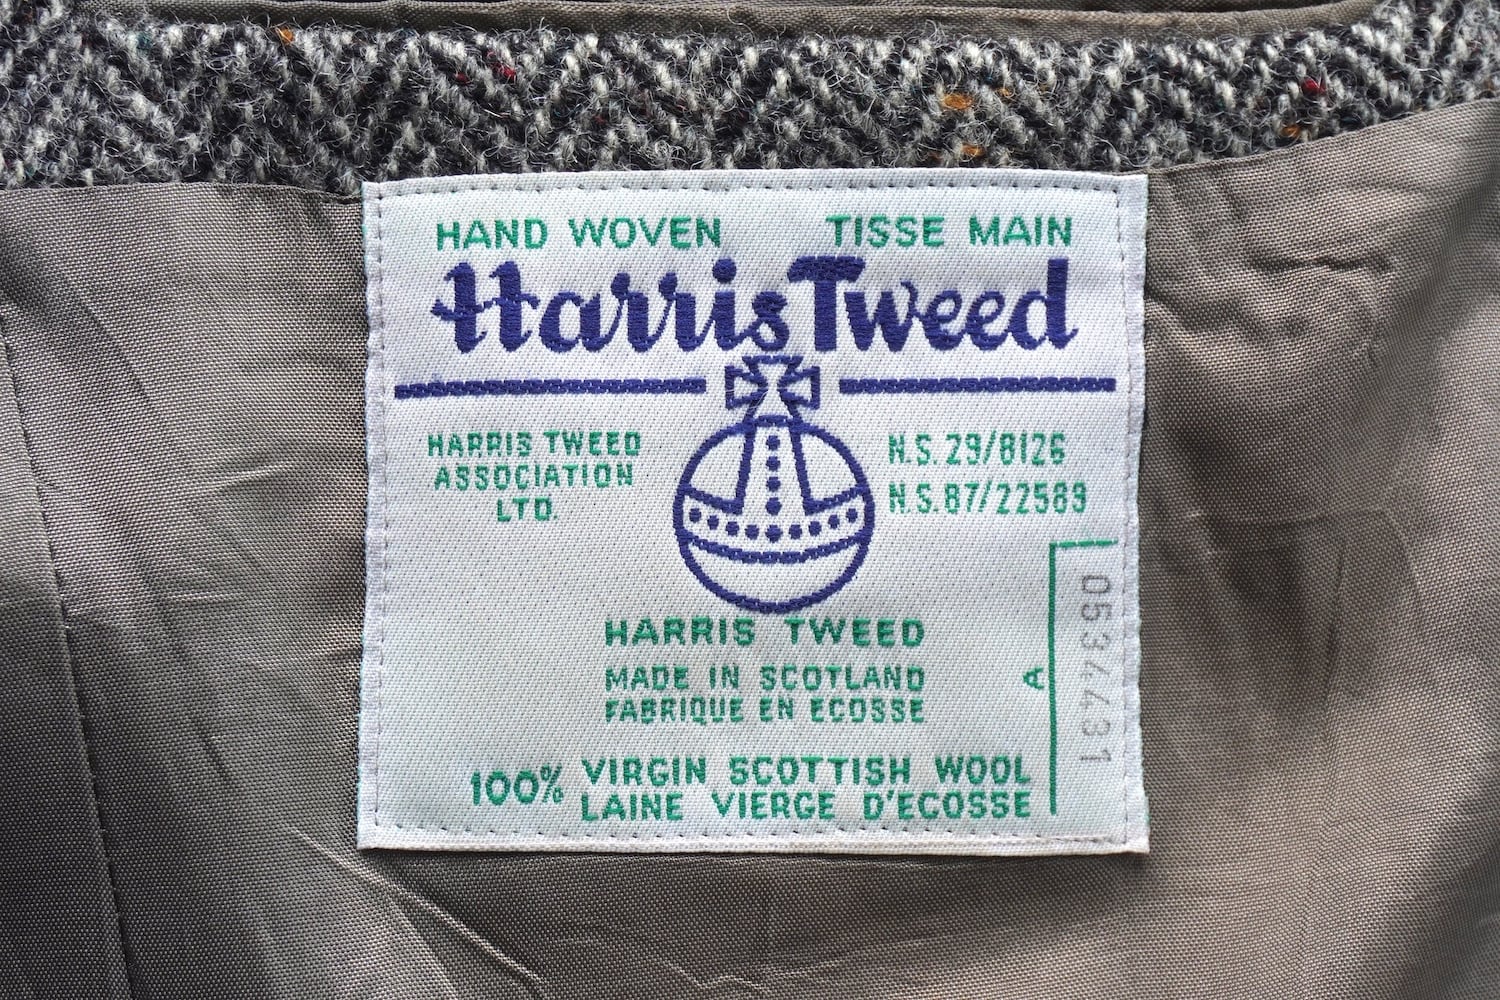 HAND WOVEN TISSE MAIN
Harris Tweed
HARRIS TWEED
ASSOCIATION
LTD.
N.S. 29/8126
N.S. 87/22589
HARRIS TWEED
MADE IN SCOTLAND
FABRIQUE EN ECOSSE
100% VIRGIN SCOTTISH WOOL
LAINE VIERGE D'ECOSSE
A
05344431